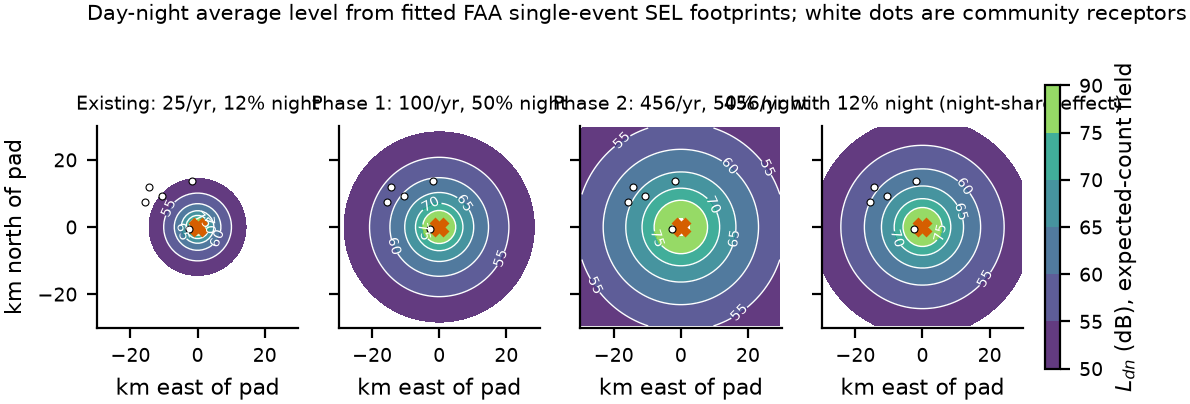 Day-night average level from fitted FAA single-event SEL footprints; white dots are community receptors
Existing: 25/yr, 12% night
Phase 1: 100/yr, 50% night
Phase 2: 456/yr, 50% night
456/yr with 12% night (night-share effect)
km north of pad
20
0
−20
55
60
55
60
65
70
75
55
60
65
70
75
55
55
55
60
65
70
75
−20 0 20
−20 0 20
−20 0 20
−20 0 20
km east of pad
km east of pad
km east of pad
km east of pad
90
75
70
65
60
55
50
L_dn (dB), expected-count field